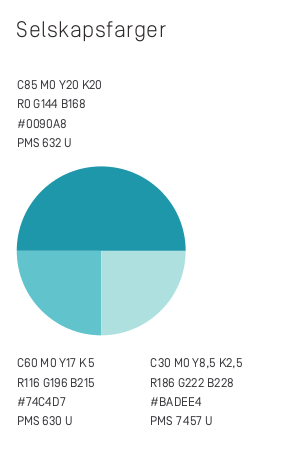 Selskapsfarger
C85 M0 Y20 K20
R0 G144 B168
#0090A8
PMS 632 U
C60 M0 Y17 K5
R116 G196 B215
#74C4D7
PMS 630 U
C30 M0 Y8,5 K2,5
R186 G222 B228
#BADEE4
PMS 7457 U